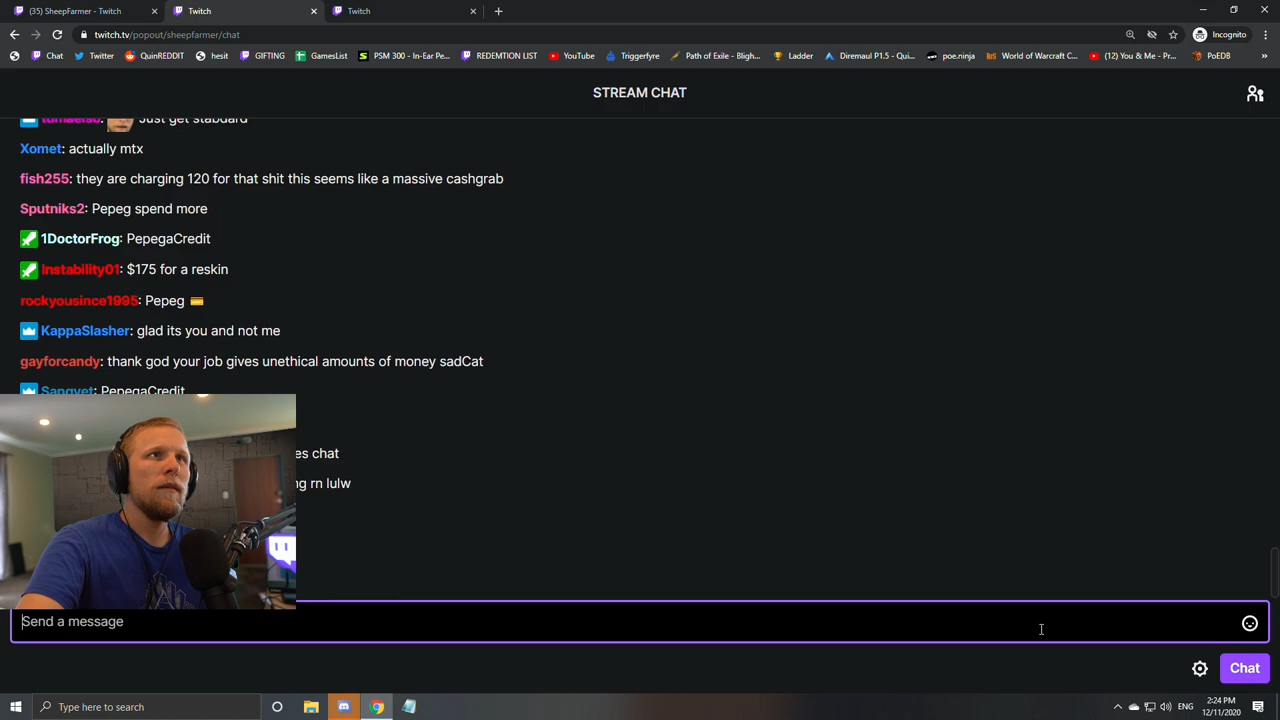 (35) SheepFarmer - Twitch
Twitch
Twitch
twitch.tv/popout/sheepfarmer/chat
Incognito
Chat
Twitter
QuinREDDIT
hesit
GIFTING
GamesList
PSM 300 - In-Ear Pe...
REDEMTION LIST
YouTube
Triggerfyre
Path of Exile - Bligh...
Ladder
Diremaul P1.5 - Qui...
poe.ninja
World of Warcraft C...
(12) You & Me - Pr...
PoEDB
»
STREAM CHAT
Just get stabdard
Xomet: actually mtx
fish255: they are charging 120 for that shit this seems like a massive cashgrab
Sputniks2: Pepeg spend more
1DoctorFrog: PepegaCredit
Instability01: $175 for a reskin
rockyousince1995: Pepeg
KappaSlasher: glad its you and not me
gayforcandy: thank god your job gives unethical amounts of money sadCat
Sangvet: PepegaCredit
es chat
ng rn lulw
Send a message
Chat
Type here to search
ENG
2:24 PM
12/11/2020